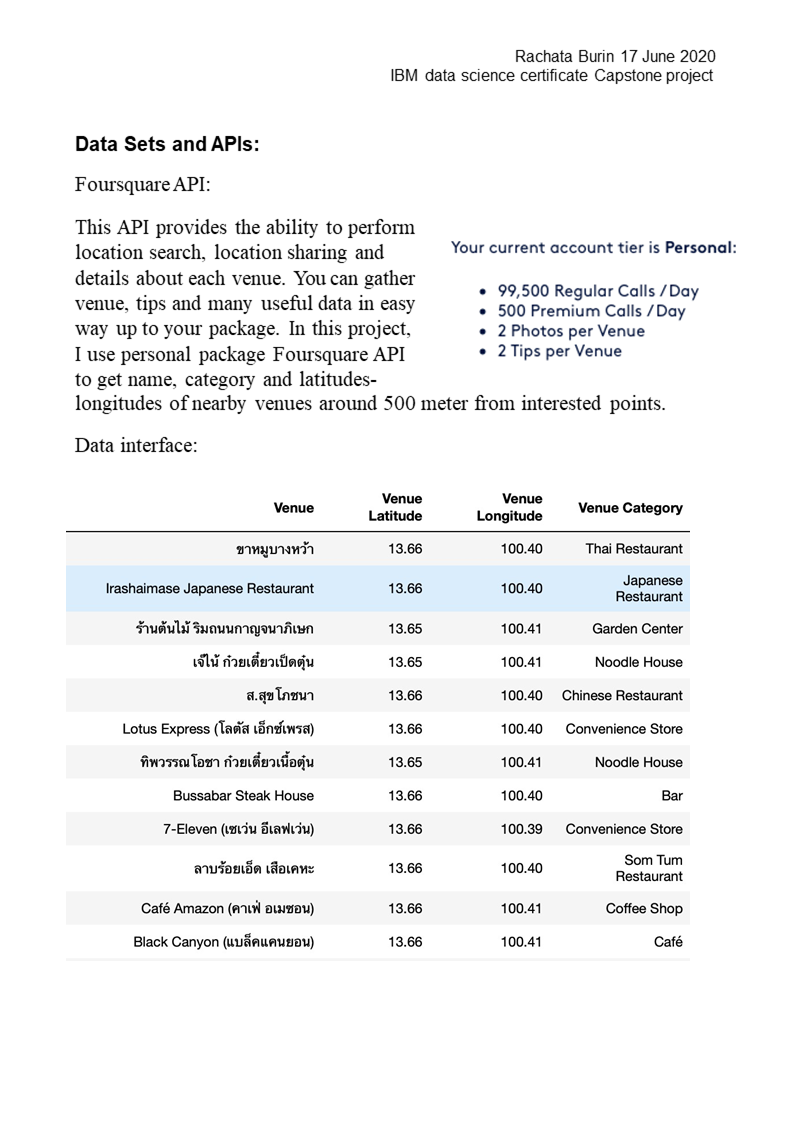 Rachata Burin 17 June 2020
IBM data science certificate Capstone project
Data Sets and APIs:
Foursquare API:
This API provides the ability to perform
location search, location sharing and
details about each venue. You can gather
venue, tips and many useful data in easy
way up to your package. In this project,
I use personal package Foursquare API
to get name, category and latitudes-
longitudes of nearby venues around 500 meter from interested points.
Your current account tier is Personal:
• 99,500 Regular Calls / Day
• 500 Premium Calls / Day
• 2 Photos per Venue
• 2 Tips per Venue
Data interface:
Venue Venue Latitude Venue Longitude Venue Category
ขาหมูบางหว้า 13.66 100.40 Thai Restaurant
Irashaimase Japanese Restaurant 13.66 100.40 Japanese Restaurant
ร้านต้นไม้ ริมถนนกาญจนาภิเษก 13.65 100.41 Garden Center
เจ๊ไน้ ก๋วยเตี๋ยวเป็ดตุ๋น 13.65 100.41 Noodle House
ส.สุขโภชนา 13.66 100.40 Chinese Restaurant
Lotus Express (โลตัส เอ็กซ์เพรส) 13.66 100.40 Convenience Store
ทิพวรรณโอชา ก๋วยเตี๋ยวเนื้อตุ๋น 13.65 100.41 Noodle House
Bussabar Steak House 13.66 100.40 Bar
7-Eleven (เซเว่น อีเลฟเว่น) 13.66 100.39 Convenience Store
ลาบร้อยเอ็ด เสือเคหะ 13.66 100.40 Som Tum Restaurant
Café Amazon (คาเฟ่ อเมซอน) 13.66 100.41 Coffee Shop
Black Canyon (แบล็คแคนยอน) 13.66 100.41 Café